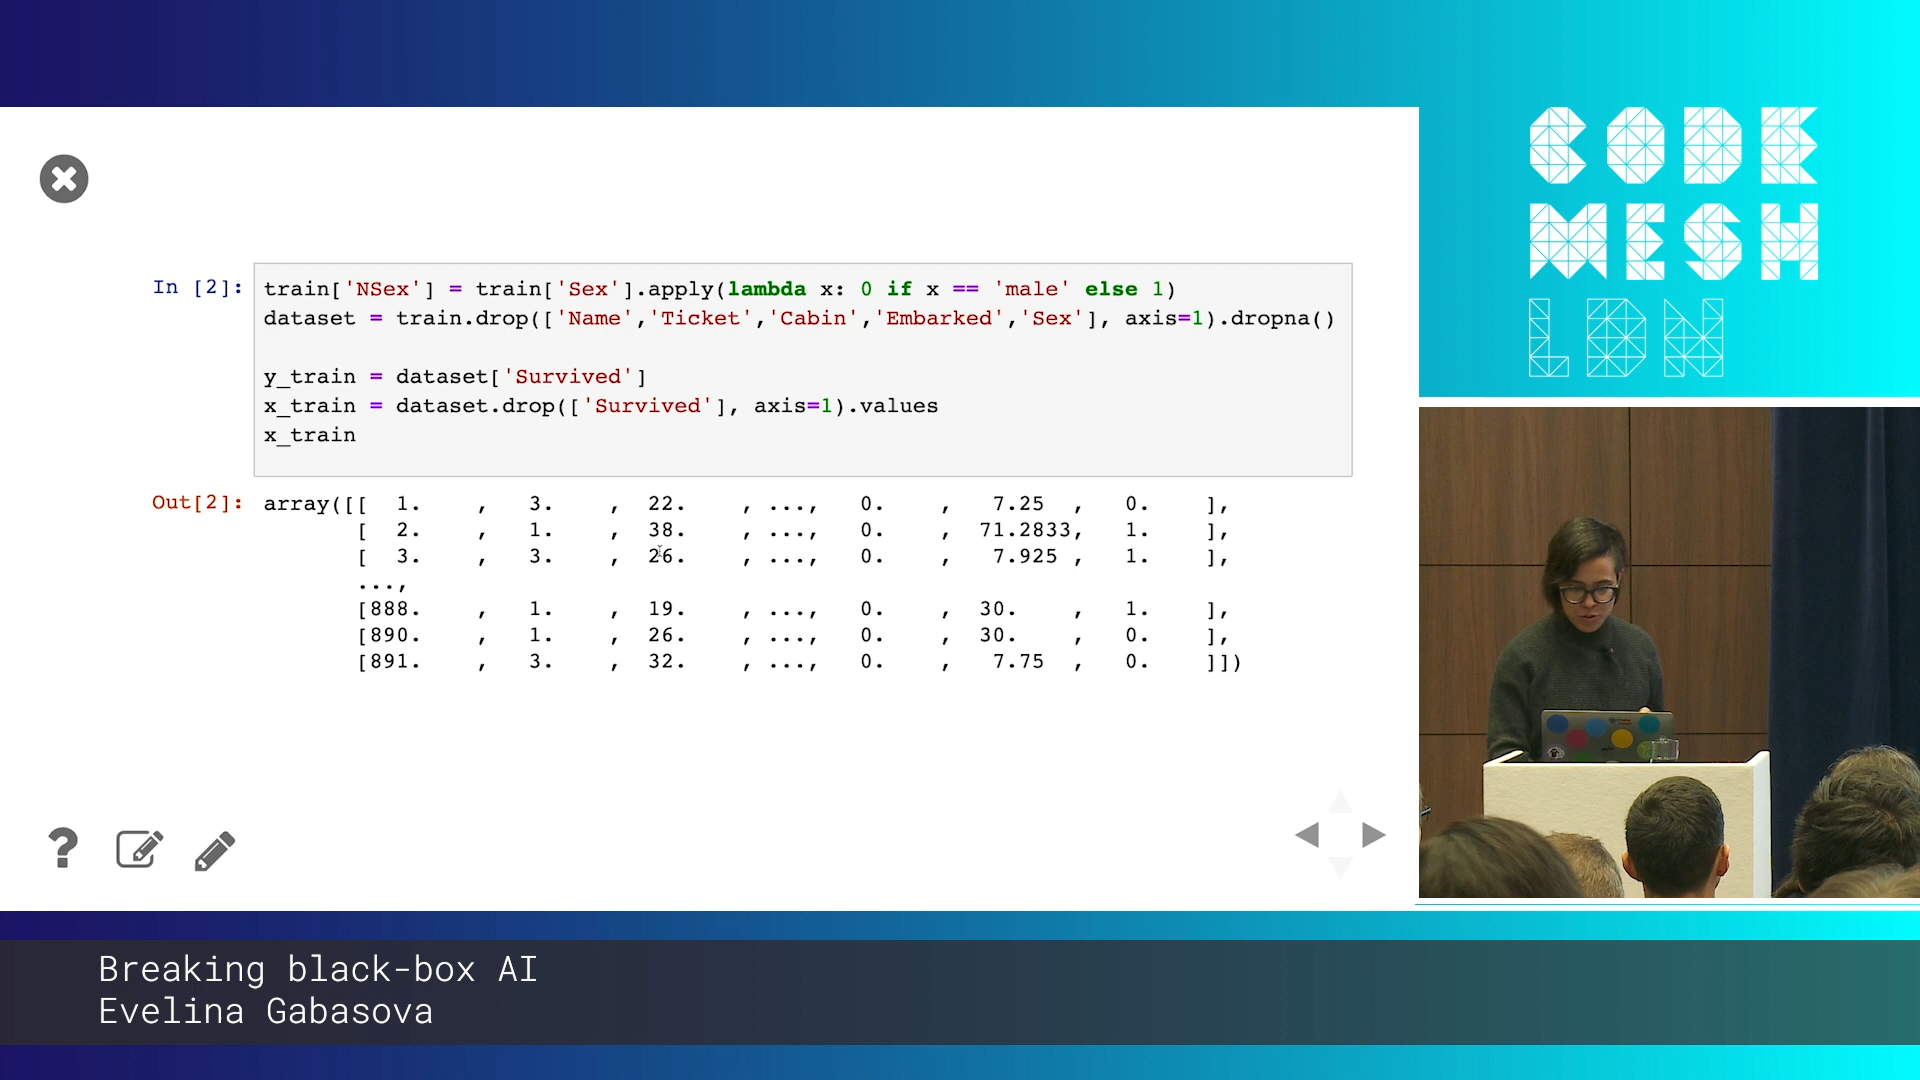 CODE
MESH
LDN
In [2]: train['NSex'] = train['Sex'].apply(lambda x: 0 if x == 'male' else 1)
dataset = train.drop(['Name','Ticket','Cabin','Embarked','Sex'], axis=1).dropna()
y_train = dataset['Survived']
x_train = dataset.drop(['Survived'], axis=1).values
x_train
Out[2]: array([[ 1. , 3. , 22. , ..., 0. , 7.25 , 0. ],
[ 2. , 1. , 38. , ..., 0. , 71.2833, 1. ],
[ 3. , 3. , 26. , ..., 0. , 7.925 , 1. ],
...,
[888. , 1. , 19. , ..., 0. , 30. , 1. ],
[890. , 1. , 26. , ..., 0. , 30. , 0. ],
[891. , 3. , 32. , ..., 0. , 7.75 , 0. ]])
?
Breaking black-box AI
Evelina Gabasova